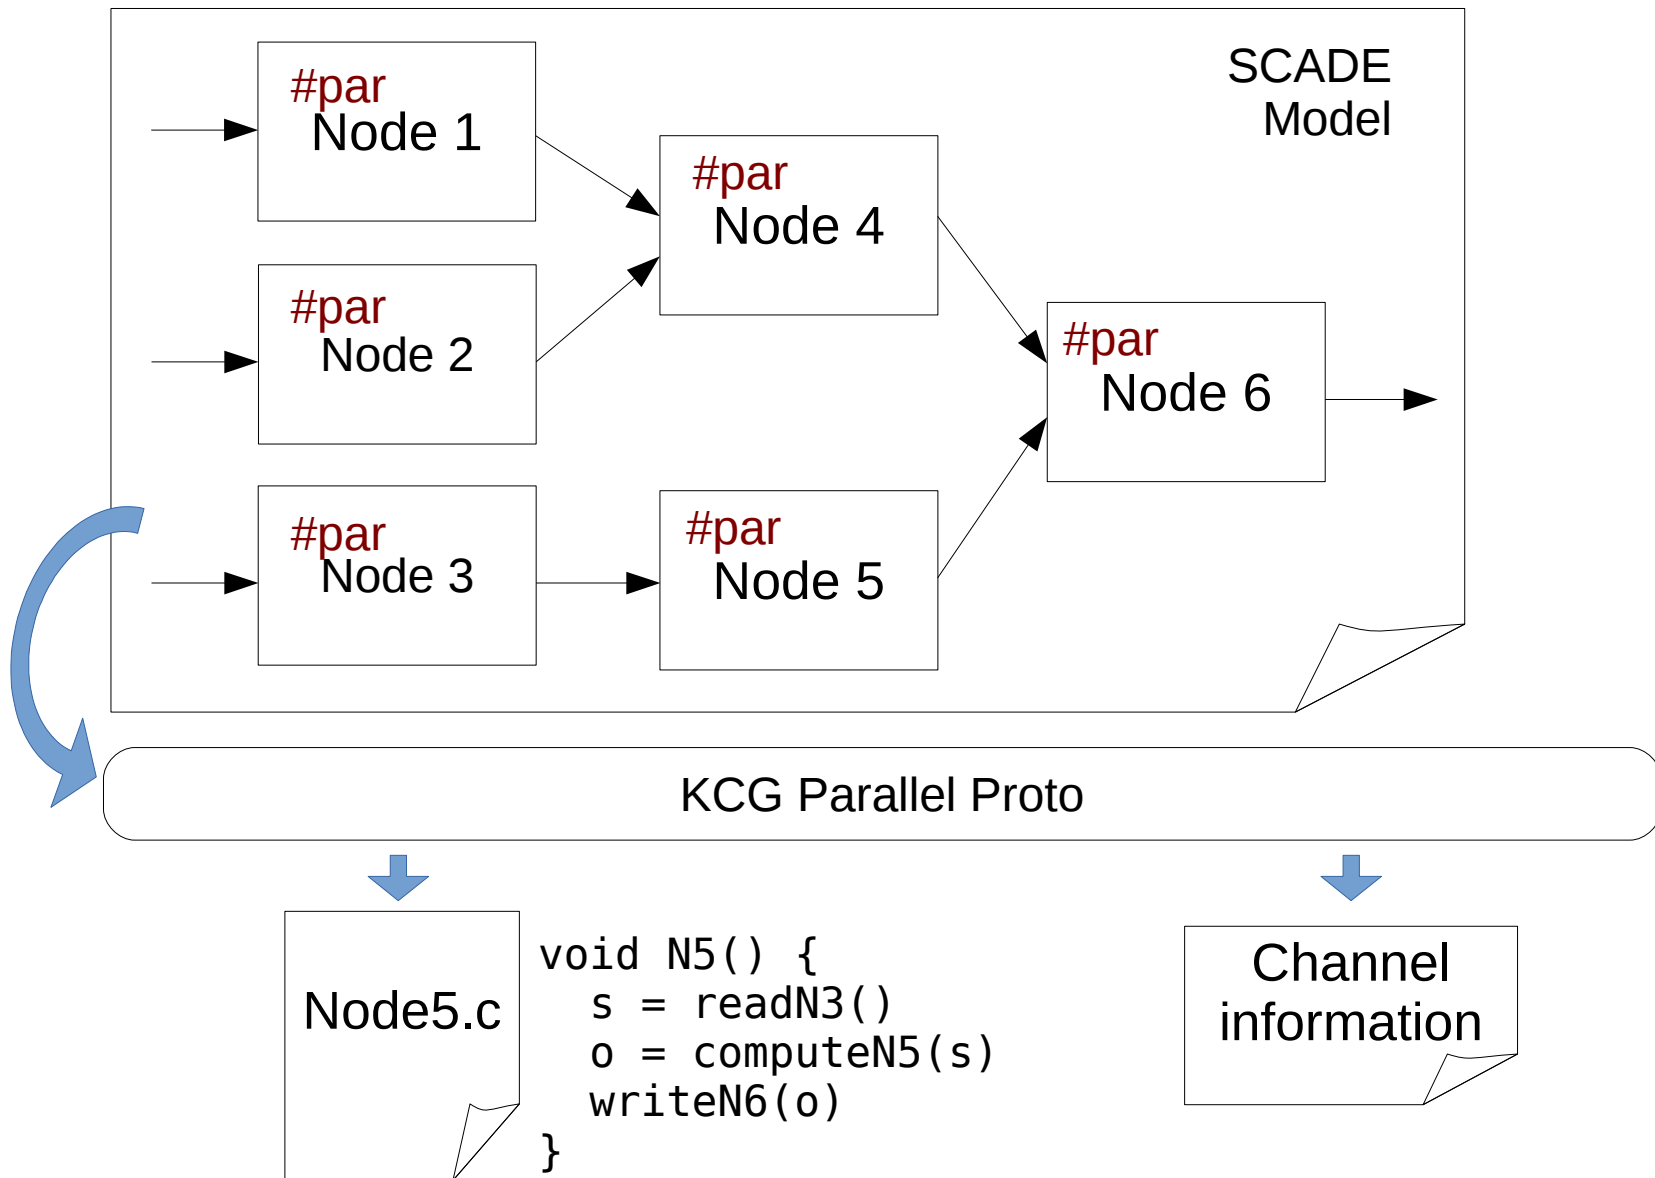 SCADE
Model
#par
Node 1
#par
Node 4
#par
Node 2
#par
Node 6
#par
Node 3
#par
Node 5
KCG Parallel Proto
Node5.c
void N5() {
  s = readN3()
  o = computeN5(s)
  writeN6(o)
}
Channel
information